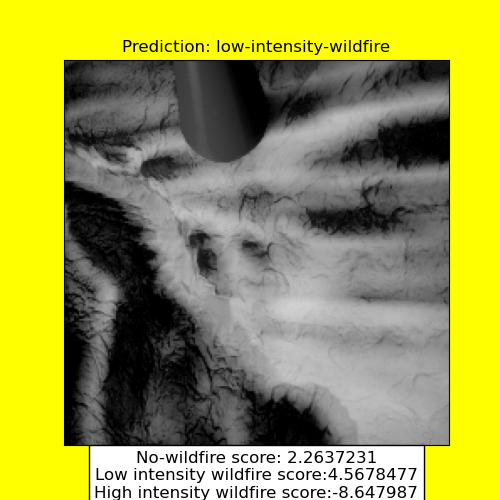 Prediction: low-intensity-wildfire
No-wildfire score: 2.2637231
Low intensity wildfire score:4.5678477
High intensity wildfire score:-8.647987